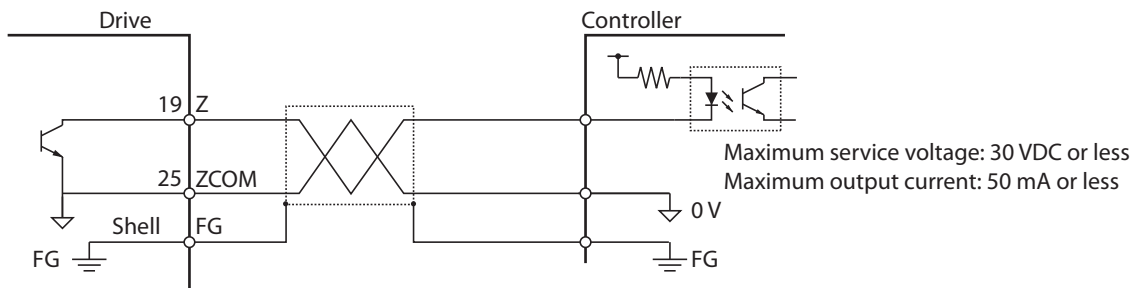 Drive
Controller
19 Z
Maximum service voltage: 30 VDC or less
25 ZCOM
Maximum output current: 50 mA or less
0 V
Shell FG
FG
FG